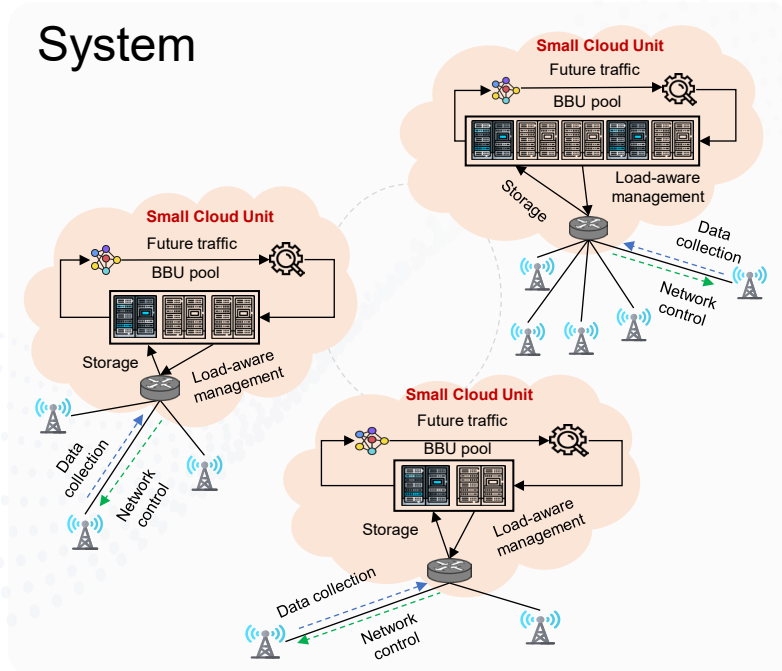 System
Small Cloud Unit
Future traffic
BBU pool
Storage
Load-aware
management
Data
collection
Network
control
Small Cloud Unit
Future traffic
BBU pool
Storage
Load-aware
management
Data
collection
Network
control
Small Cloud Unit
Future traffic
BBU pool
Storage
Load-aware
management
Data collection
Network
control